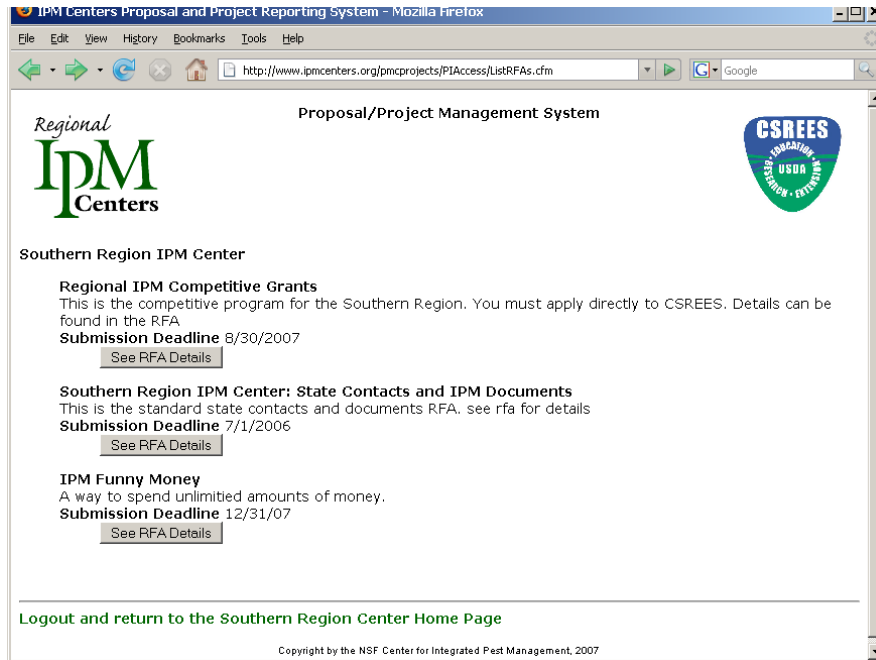 IPM Centers Proposal and Project Reporting System - Mozilla Firefox
File Edit View History Bookmarks Tools Help
http://www.ipmcenters.org/pmcprojects/PIAccess/ListRFAs.cfm
G Google
Proposal/Project Management System
Regional
IPM
Centers
CSREES
EDUCATION
USDA
RESEARCH - EXTENSION
Southern Region IPM Center
Regional IPM Competitive Grants
This is the competitive program for the Southern Region. You must apply directly to CSREES. Details can be
found in the RFA
Submission Deadline 8/30/2007
See RFA Details
Southern Region IPM Center: State Contacts and IPM Documents
This is the standard state contacts and documents RFA. see rfa for details
Submission Deadline 7/1/2006
See RFA Details
IPM Funny Money
A way to spend unlimitied amounts of money.
Submission Deadline 12/31/07
See RFA Details
Logout and return to the Southern Region Center Home Page
Copyright by the NSF Center for Integrated Pest Management, 2007